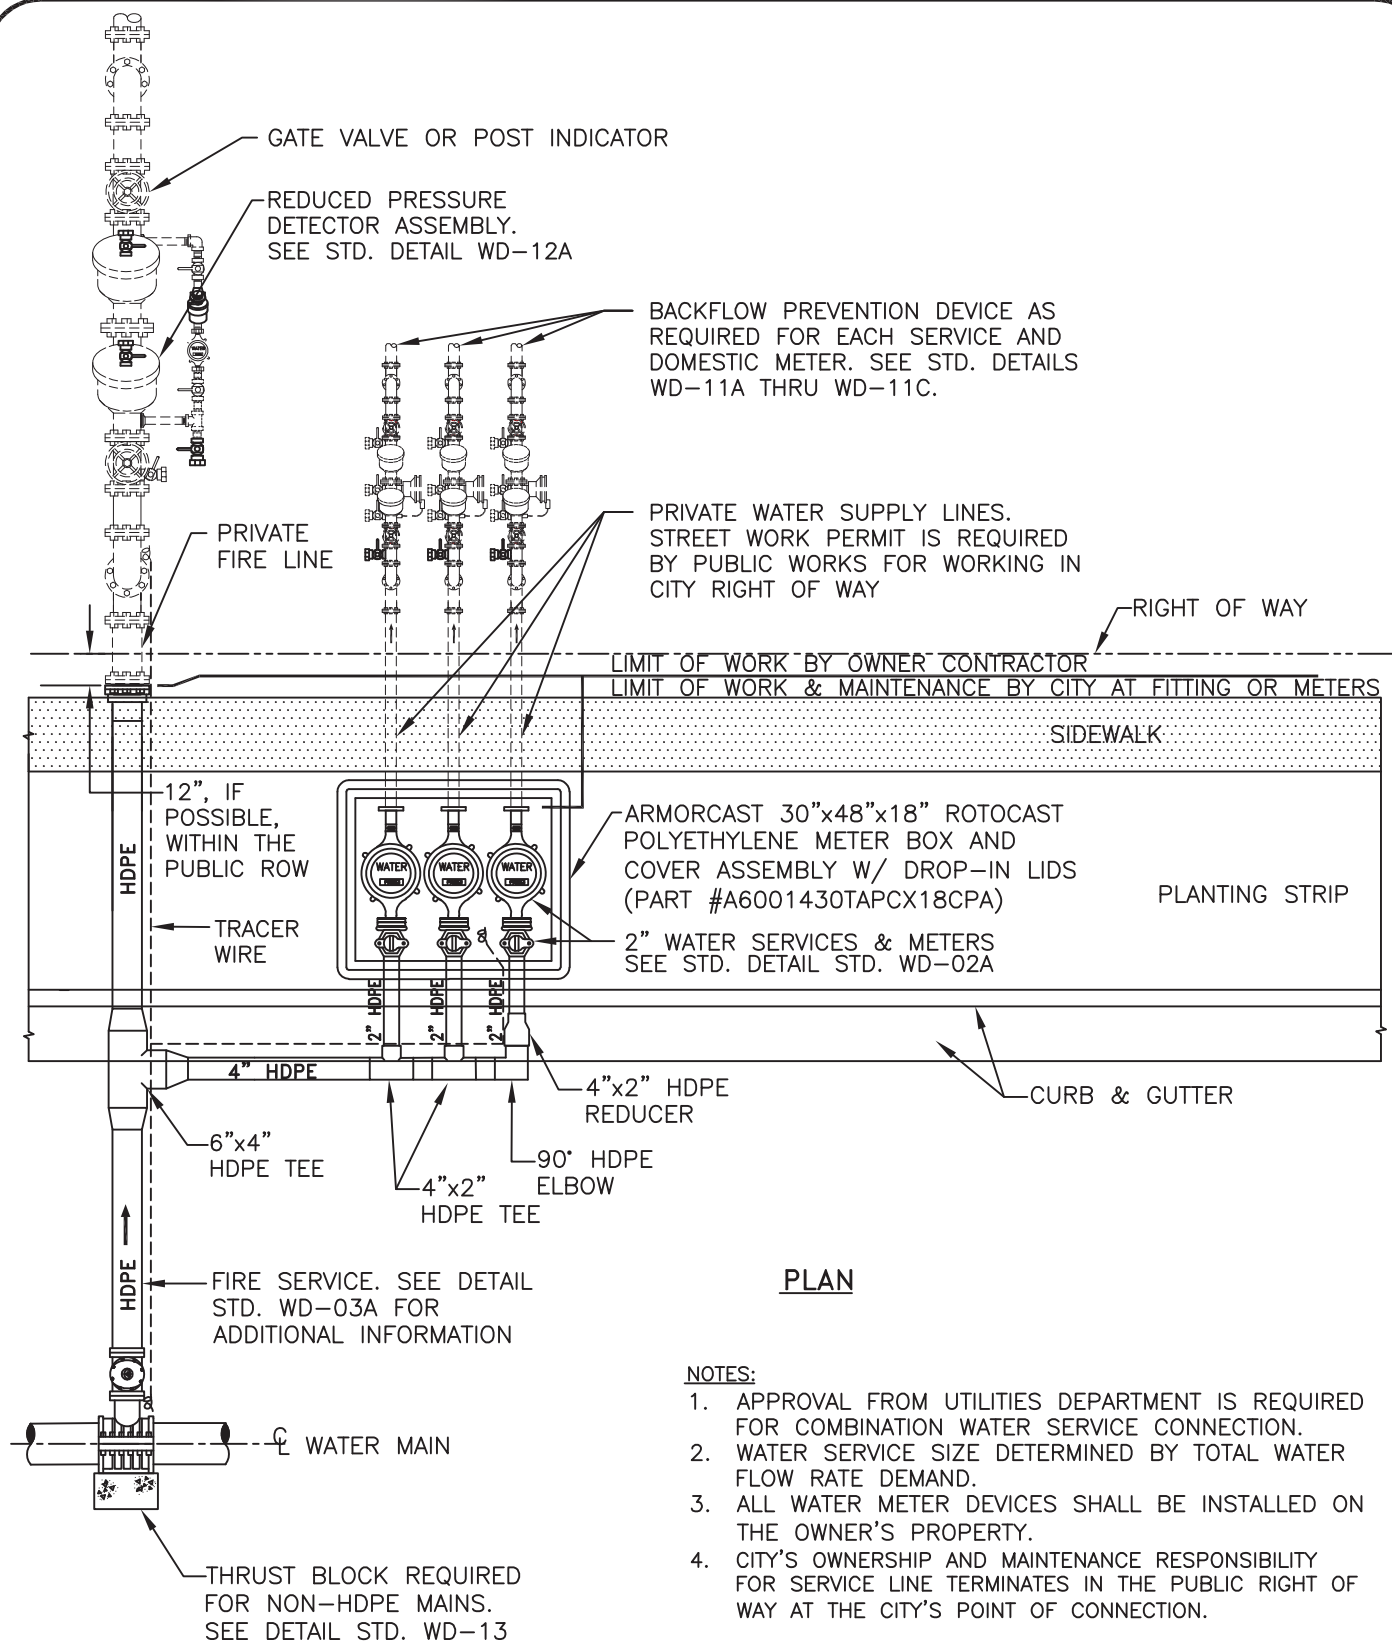 GATE VALVE OR POST INDICATOR
REDUCED PRESSURE
DETECTOR ASSEMBLY.
SEE STD. DETAIL WD-12A
BACKFLOW PREVENTION DEVICE AS
REQUIRED FOR EACH SERVICE AND
DOMESTIC METER. SEE STD. DETAILS
WD-11A THRU WD-11C.
PRIVATE
FIRE LINE
PRIVATE WATER SUPPLY LINES.
STREET WORK PERMIT IS REQUIRED
BY PUBLIC WORKS FOR WORKING IN
CITY RIGHT OF WAY
RIGHT OF WAY
LIMIT OF WORK BY OWNER CONTRACTOR
LIMIT OF WORK & MAINTENANCE BY CITY AT FITTING OR METERS
SIDEWALK
12", IF
POSSIBLE,
WITHIN THE
PUBLIC ROW
HDPE
TRACER
WIRE
WATER
WATER
WATER
ARMORCAST 30"x48"x18" ROTOCAST
POLYETHYLENE METER BOX AND
COVER ASSEMBLY W/ DROP-IN LIDS
(PART #A6001430TAPCX18CPA)
PLANTING STRIP
2" WATER SERVICES & METERS
SEE STD. DETAIL STD. WD-02A
2" HDPE
2" HDPE
2" HDPE
4" HDPE
4"x2" HDPE
REDUCER
CURB & GUTTER
6"x4"
HDPE TEE
90° HDPE
ELBOW
4"x2"
HDPE TEE
HDPE
FIRE SERVICE. SEE DETAIL
STD. WD-03A FOR
ADDITIONAL INFORMATION
PLAN
℄ WATER MAIN
THRUST BLOCK REQUIRED
FOR NON-HDPE MAINS.
SEE DETAIL STD. WD-13
NOTES:
1. APPROVAL FROM UTILITIES DEPARTMENT IS REQUIRED
FOR COMBINATION WATER SERVICE CONNECTION.
2. WATER SERVICE SIZE DETERMINED BY TOTAL WATER
FLOW RATE DEMAND.
3. ALL WATER METER DEVICES SHALL BE INSTALLED ON
THE OWNER'S PROPERTY.
4. CITY'S OWNERSHIP AND MAINTENANCE RESPONSIBILITY
FOR SERVICE LINE TERMINATES IN THE PUBLIC RIGHT OF
WAY AT THE CITY'S POINT OF CONNECTION.